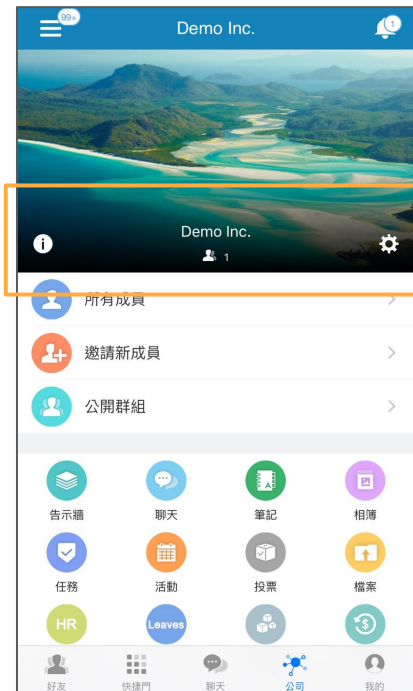 99+
Demo Inc.
1
Demo Inc.
1
所有成員
邀請新成員
公開群組
告示牆
聊天
筆記
相簿
任務
活動
投票
檔案
HR
Leaves
好友
快捷門
聊天
公司
我的